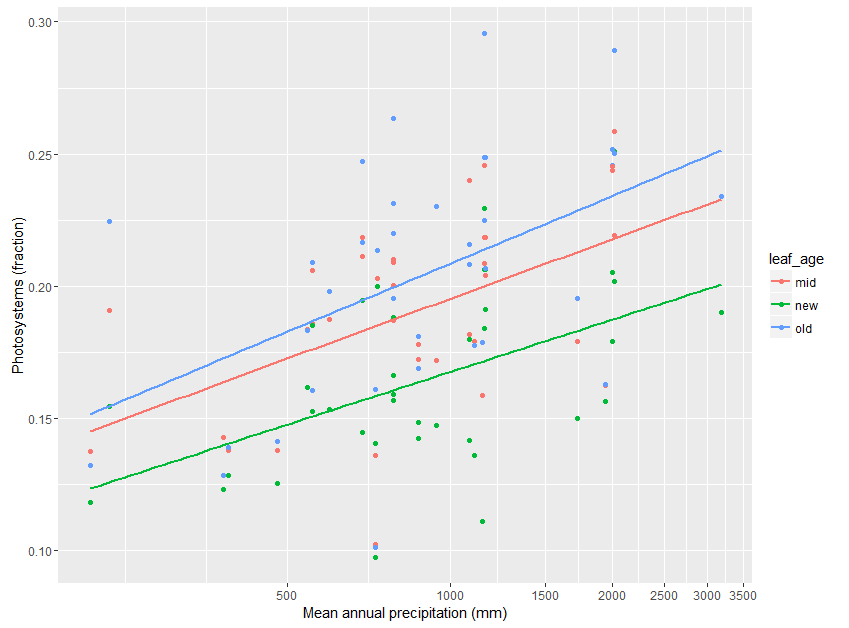 Photosystems (fraction)
0.30
0.25
0.20
0.15
0.10
500 1000 1500 2000 2500 3000 3500
Mean annual precipitation (mm)
leaf_age
mid
new
old